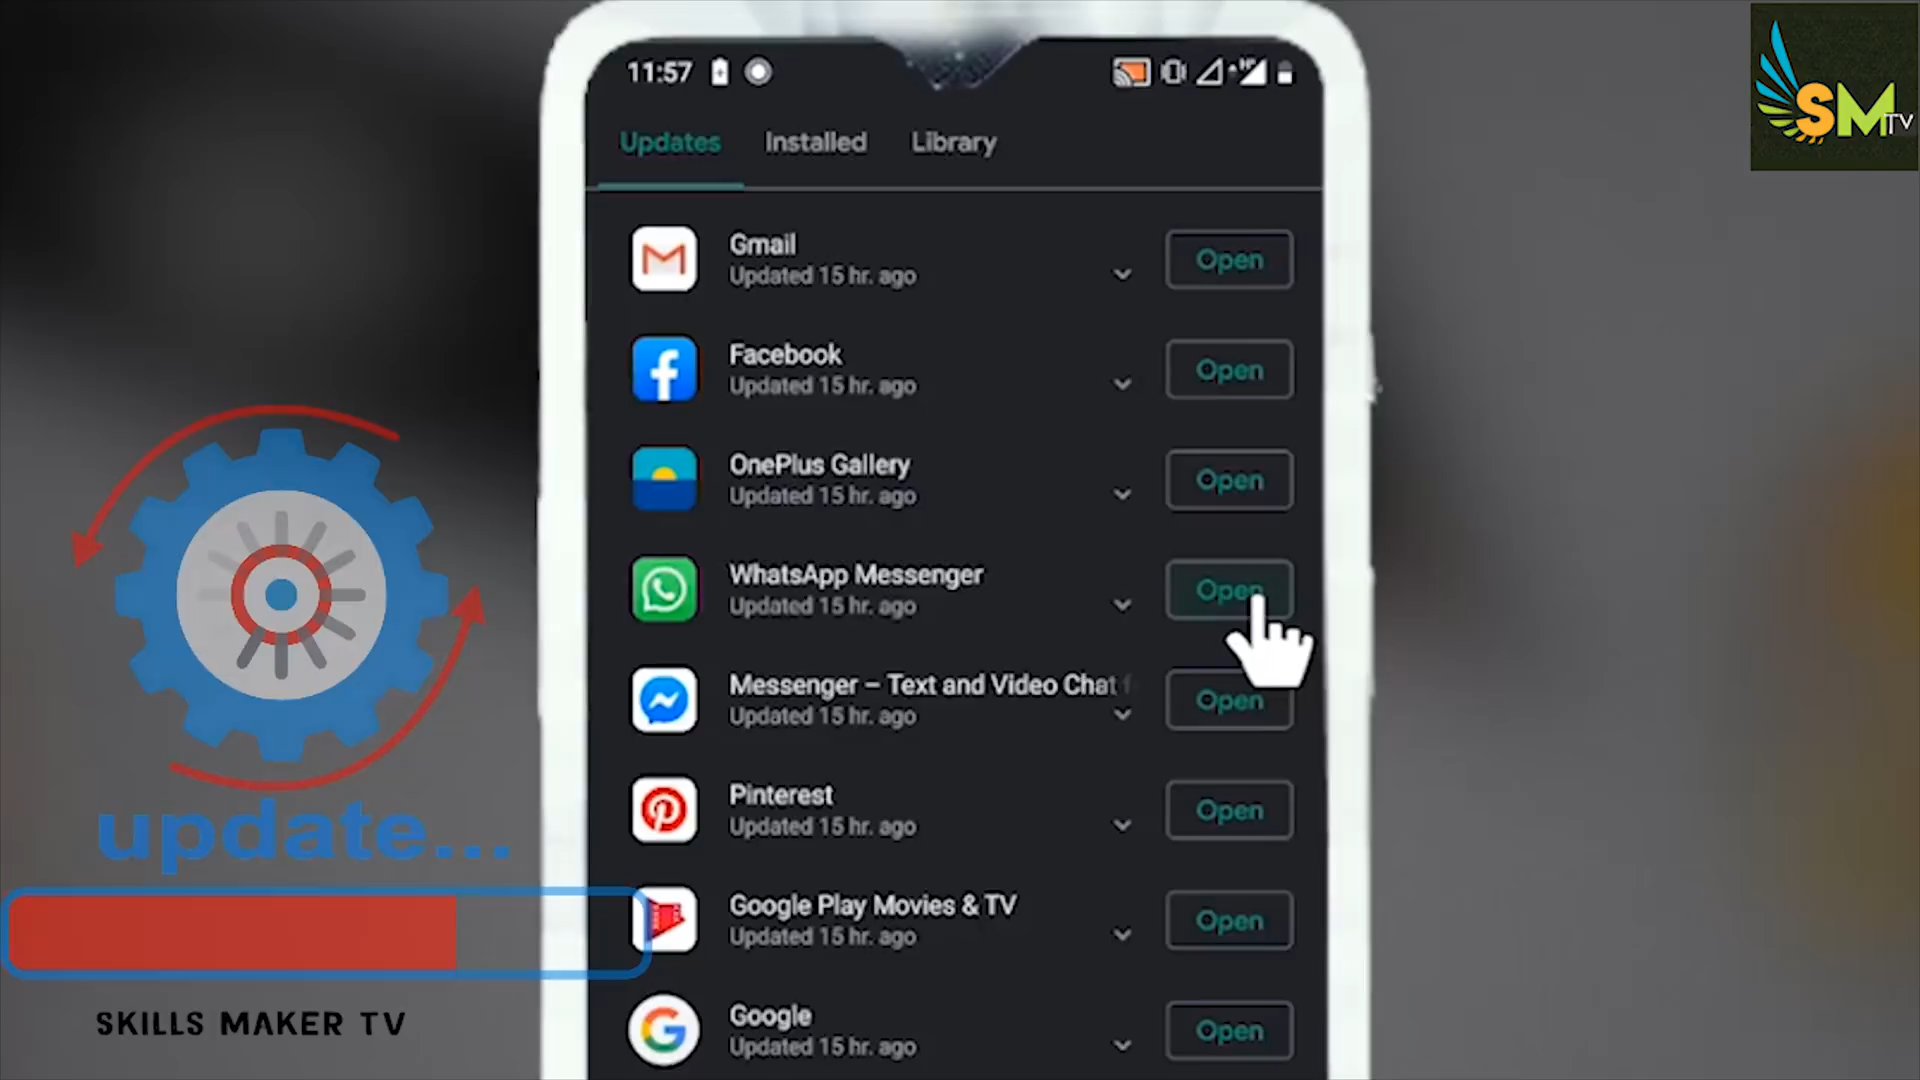 11:57
SM TV
Updates Installed Library
Gmail
Updated 15 hr. ago
Open
Facebook
Updated 15 hr. ago
Open
OnePlus Gallery
Updated 15 hr. ago
Open
WhatsApp Messenger
Updated 15 hr. ago
Open
Messenger – Text and Video Chat
Updated 15 hr. ago
Open
Pinterest
Updated 15 hr. ago
Open
Google Play Movies & TV
Updated 15 hr. ago
Open
Google
Updated 15 hr. ago
Open
update...
SKILLS MAKER TV